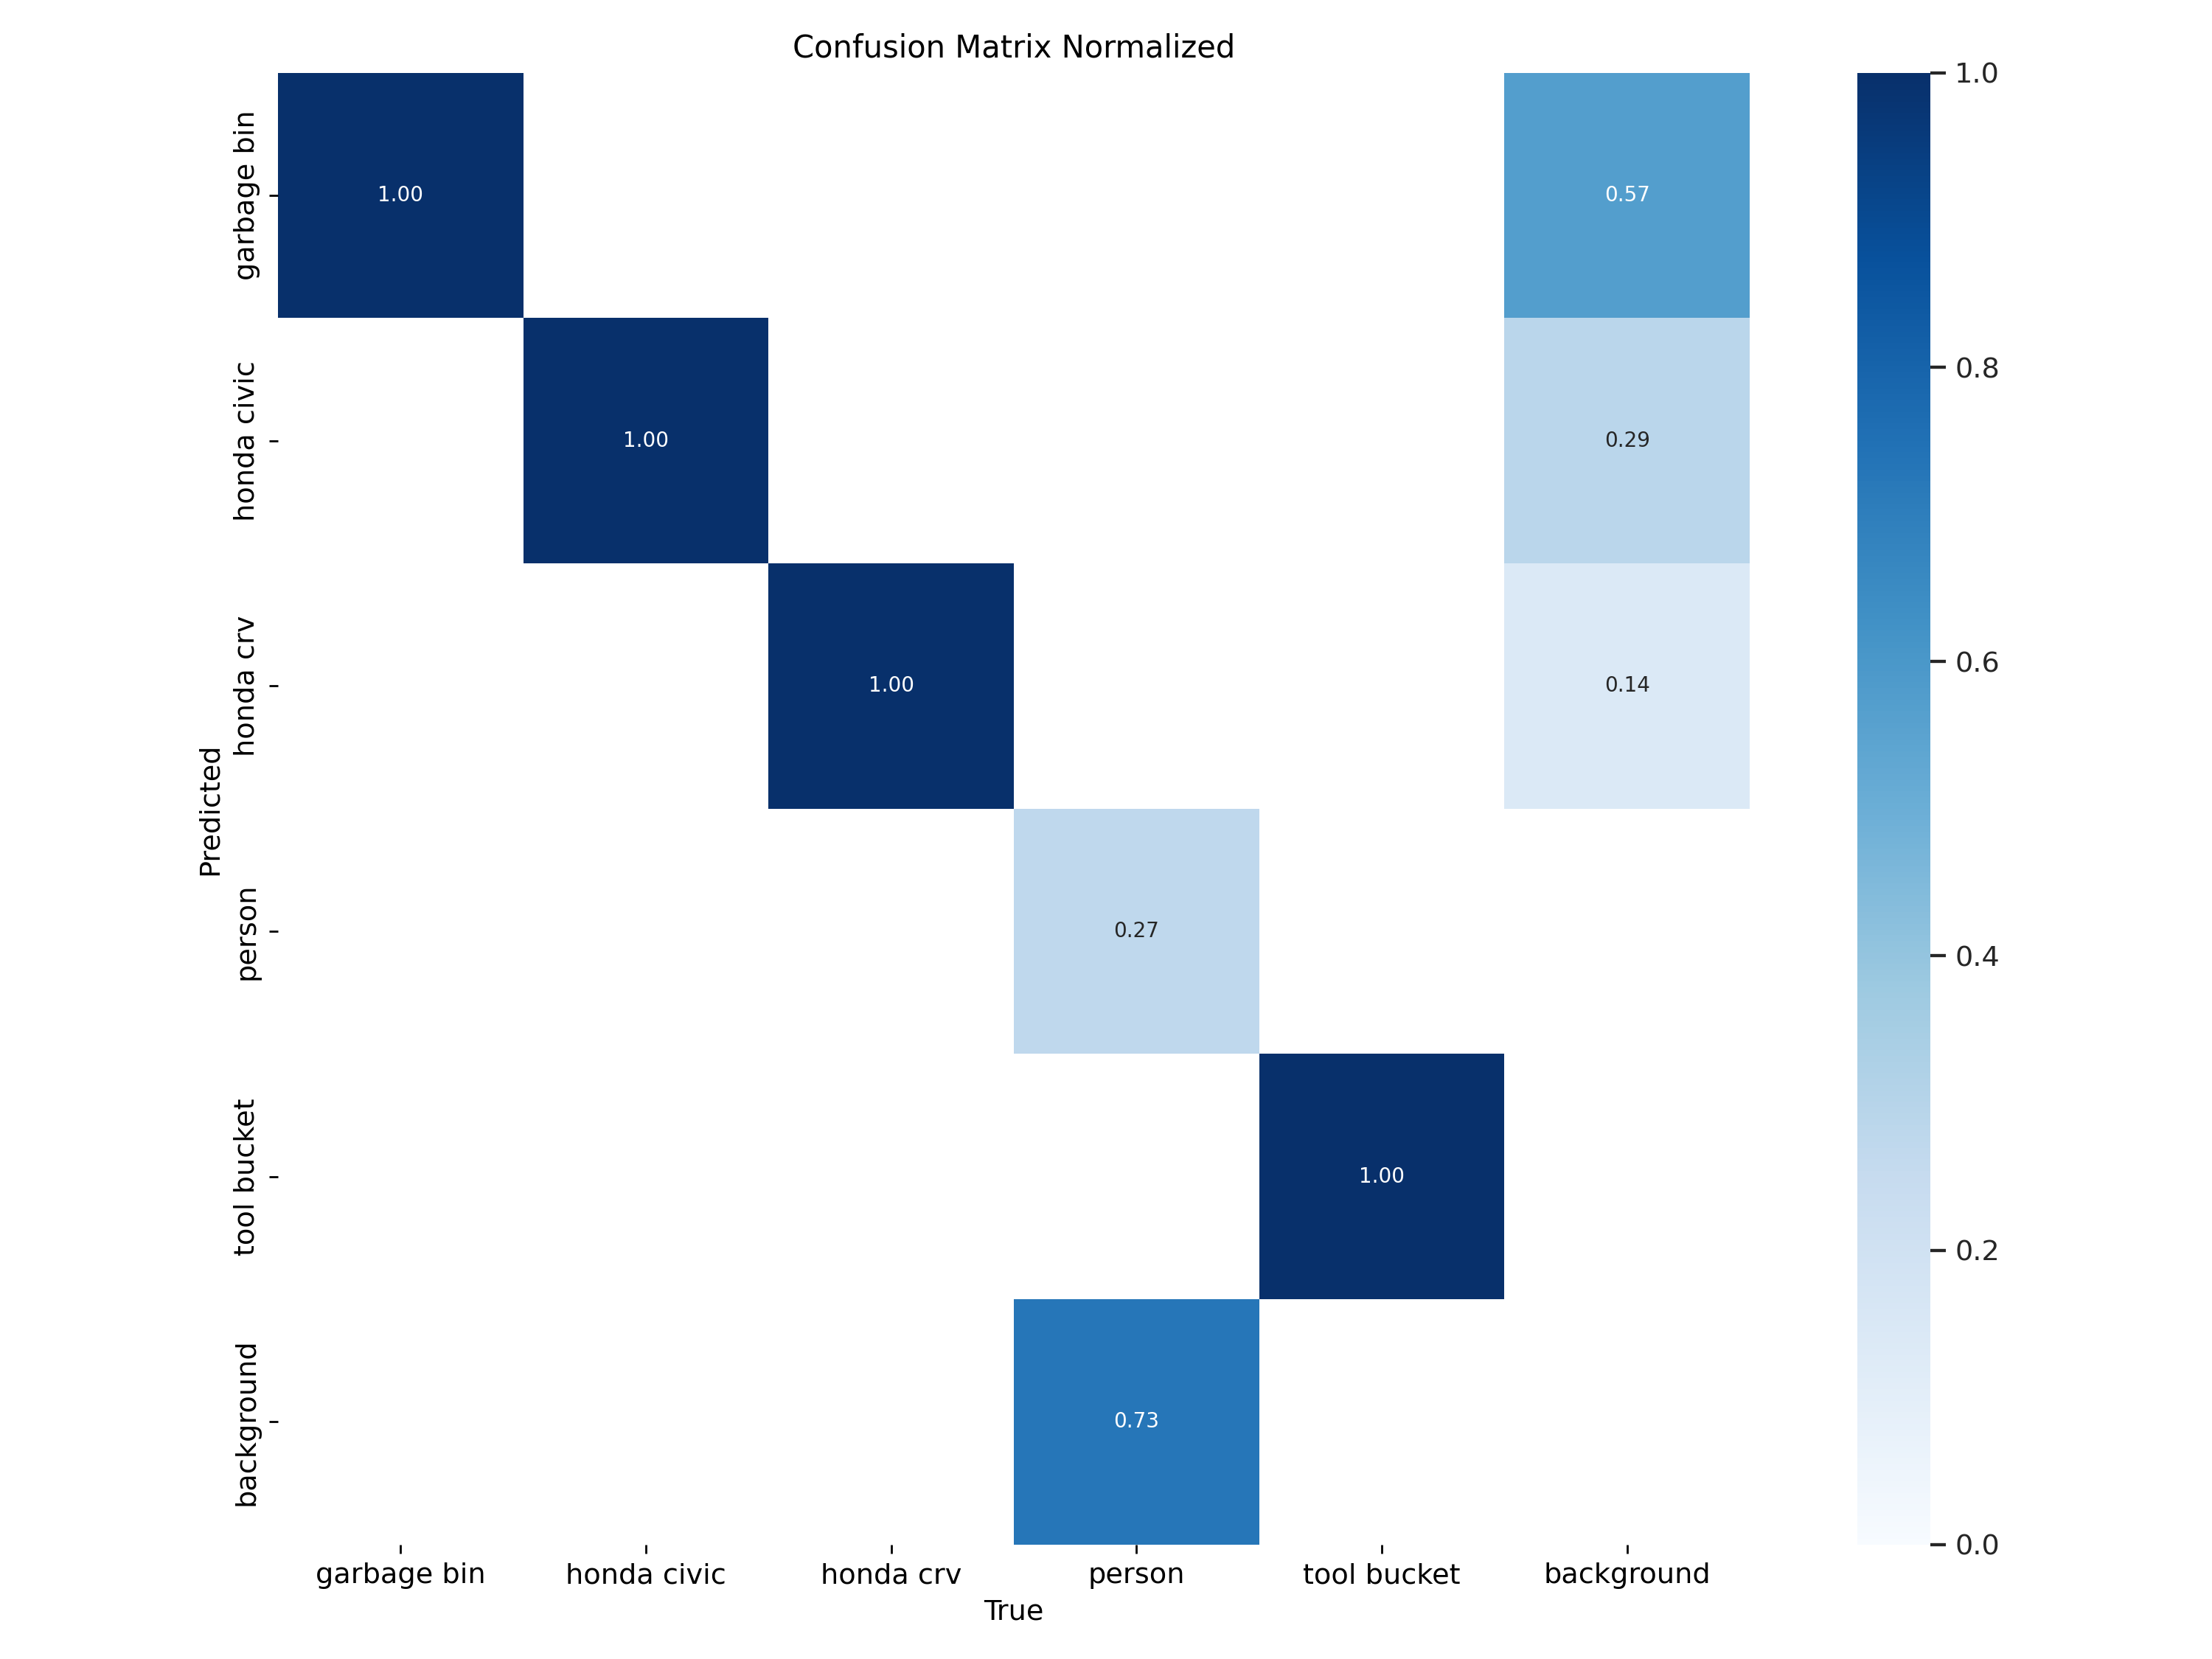 Confusion Matrix Normalized
garbage bin
honda civic
honda crv
person
tool bucket
background
Predicted
1.00
0.57
1.00
0.29
1.00
0.14
0.27
1.00
0.73
garbage bin
honda civic
honda crv
person
tool bucket
background
True
1.0
0.8
0.6
0.4
0.2
0.0